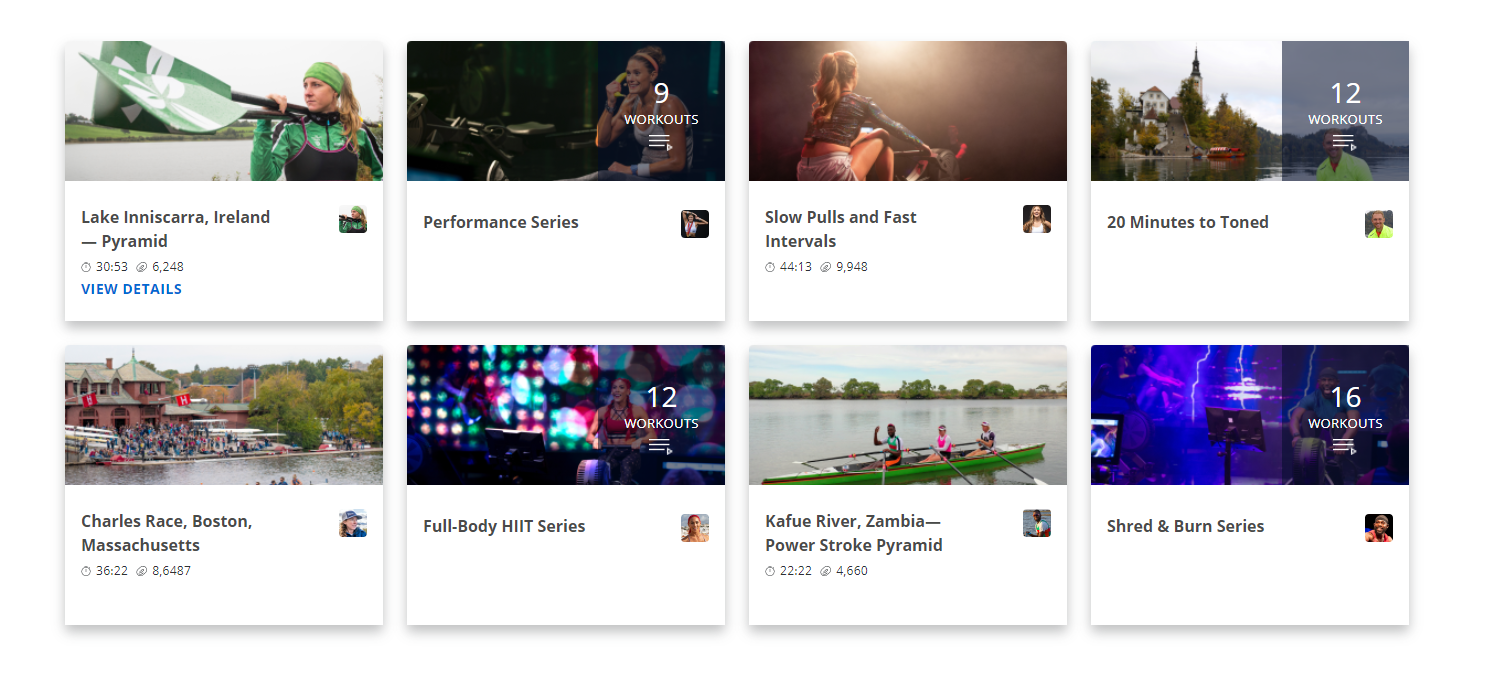 9
WORKOUTS
12
WORKOUTS
Lake Inniscarra, Ireland
— Pyramid
30:53 6,248
VIEW DETAILS
Performance Series
Slow Pulls and Fast
Intervals
44:13 9,948
20 Minutes to Toned
H
H
12
WORKOUTS
16
WORKOUTS
Charles Race, Boston,
Massachusetts
36:22 8,6487
Full-Body HIIT Series
Kafue River, Zambia—
Power Stroke Pyramid
22:22 4,660
Shred & Burn Series